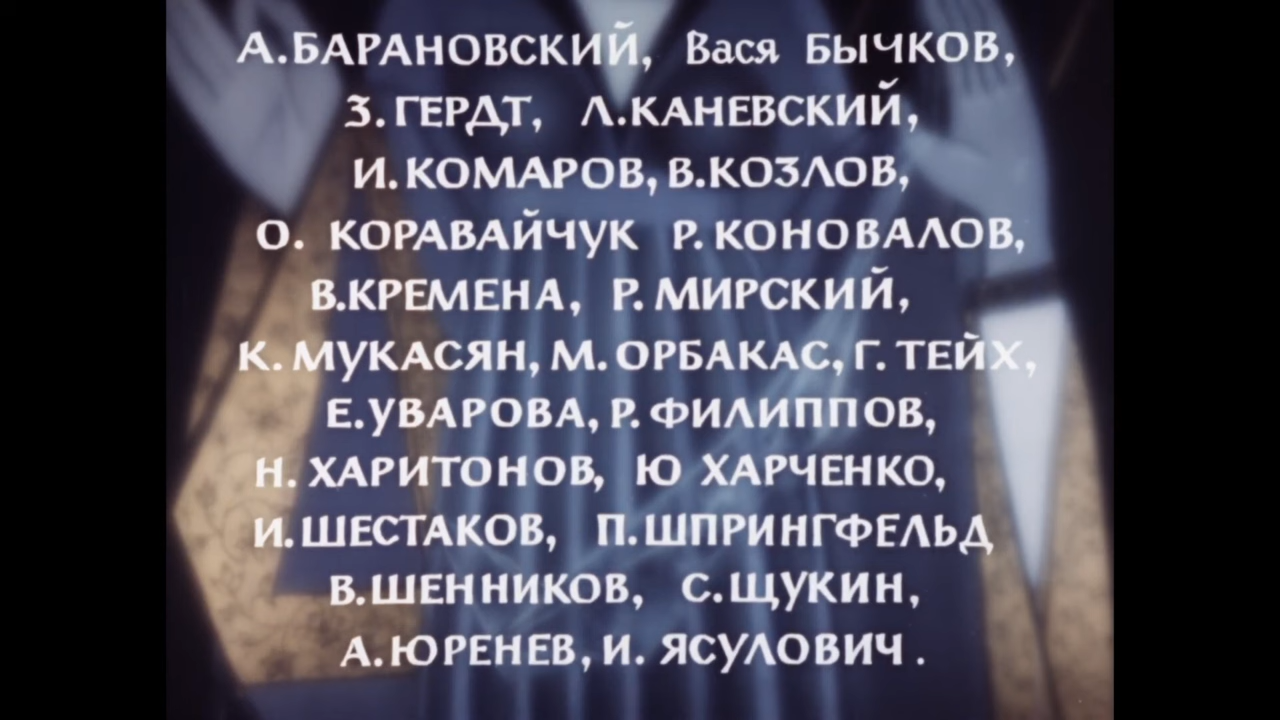 А.БАРАНОВСКИЙ, Вася БЫЧКОВ,
З.ГЕРДТ, Л.КАНЕВСКИЙ,
И.КОМАРОВ, В.КОЗЛОВ,
О. КОРАВАЙЧУК Р. КОНОВАЛОВ,
В.КРЕМЕНА, Р. МИРСКИЙ,
К. МУКАСЯН, М. ОРБАКАС, Г. ТЕЙХ,
Е.УВАРОВА, Р. ФИЛИППОВ,
Н. ХАРИТОНОВ, Ю ХАРЧЕНКО,
И.ШЕСТАКОВ, П.ШПРИНГФЕЛЬД
В.ШЕННИКОВ, С.ЩУКИН,
А.ЮРЕНЕВ, И. ЯСУЛОВИЧ .